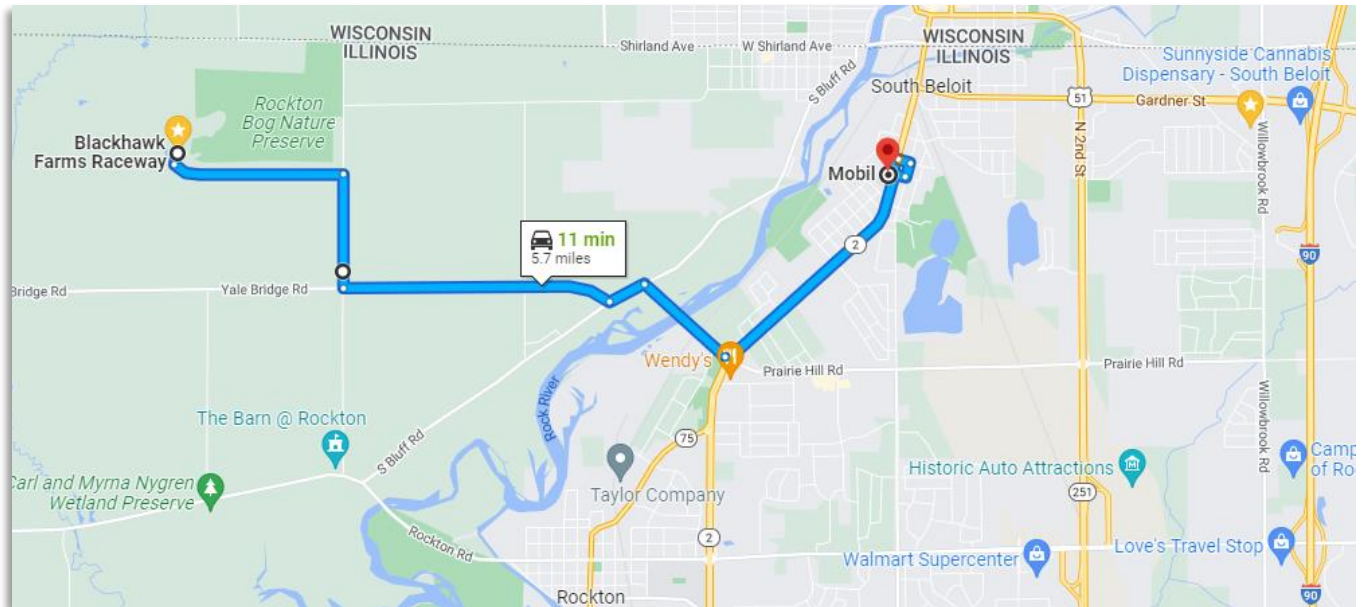 WISCONSIN
ILLINOIS
Shirland Ave
W Shirland Ave
WISCONSIN
ILLINOIS
Sunnyside Cannabis
Dispensary - South Beloit
S Bluff Rd
South Beloit
51
Gardner St
Rockton
Bog Nature
Preserve
Blackhawk
Farms Raceway
N 2nd St
Willowbrook Rd
Mobil
11 min
5.7 miles
2
90
Bridge Rd
Yale Bridge Rd
Wendy's
Prairie Hill Rd
Prairie Hill Rd
Rock River
Willowbrook Rd
The Barn @ Rockton
S Bluff Rd
75
Historic Auto Attractions
Camp
of Ro
Carl and Myrna Nygren
Wetland Preserve
Taylor Company
251
Rockton Rd
2
Walmart Supercenter
Love's Travel Stop
Rockton
90